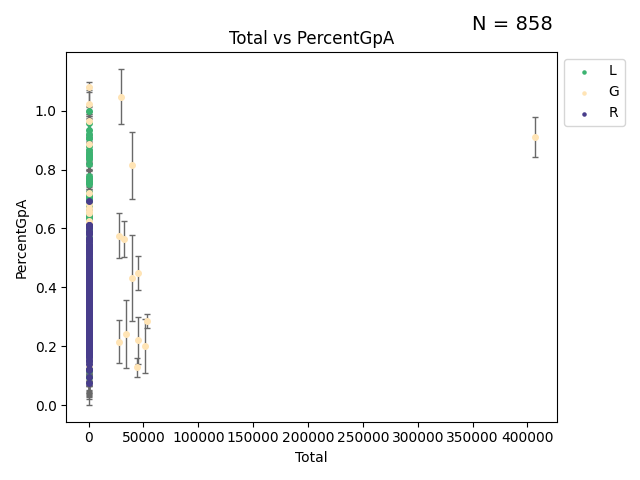 N = 858
Total vs PercentGpA
L
G
R
PercentGpA
1.0
0.8
0.6
0.4
0.2
0.0
0 50000 100000 150000 200000 250000 300000 350000 400000
Total